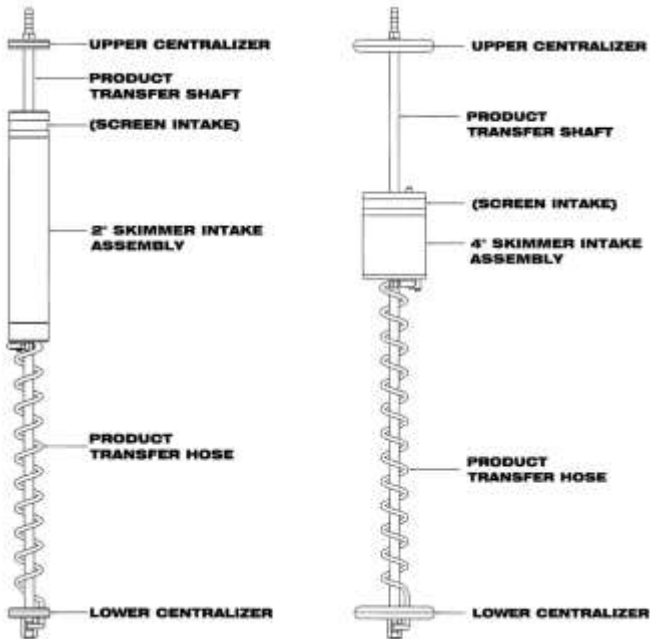 UPPER CENTRALIZER
PRODUCT
TRANSFER SHAFT
(SCREEN INTAKE)
2" SKIMMER INTAKE
ASSEMBLY
PRODUCT
TRANSFER HOSE
LOWER CENTRALIZER
UPPER CENTRALIZER
PRODUCT
TRANSFER SHAFT
(SCREEN INTAKE)
4" SKIMMER INTAKE
ASSEMBLY
PRODUCT
TRANSFER HOSE
LOWER CENTRALIZER